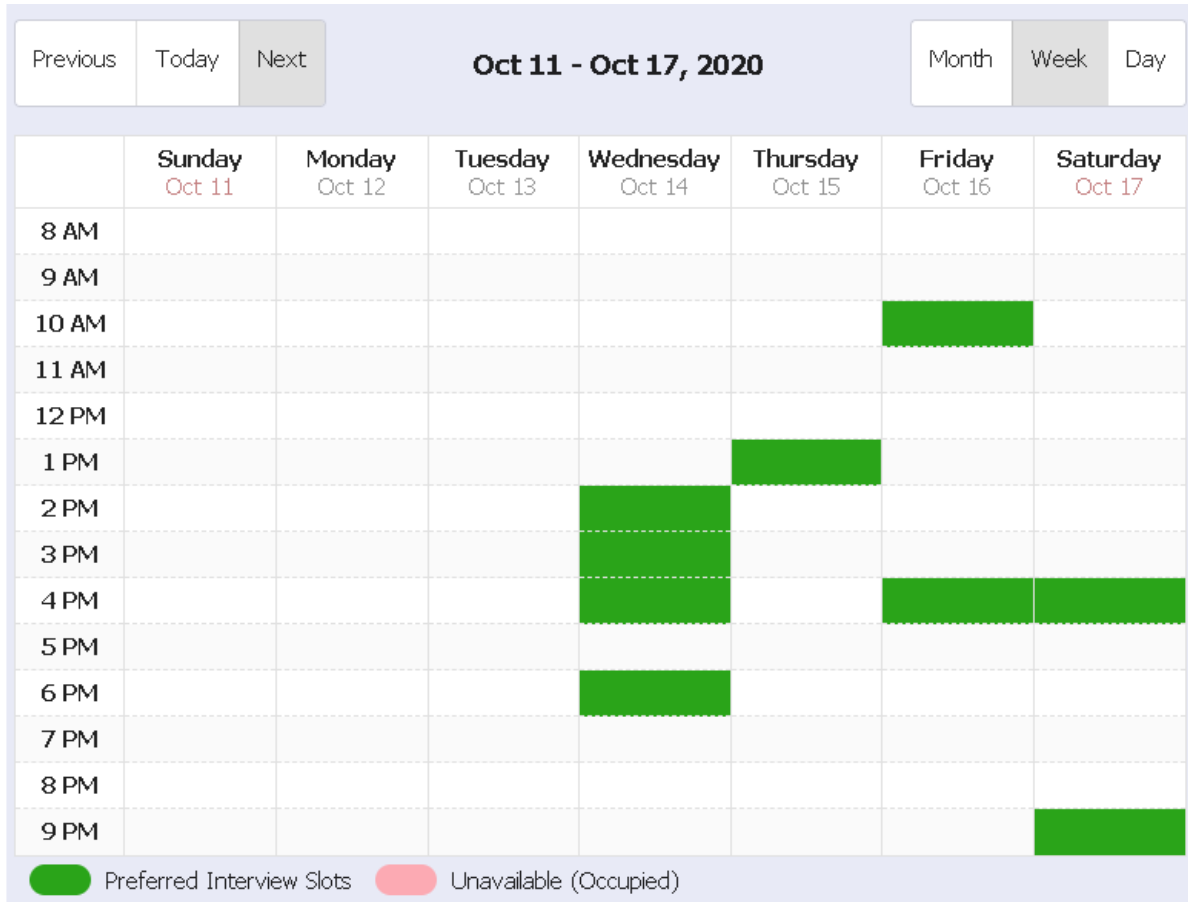 Previous Today Next Oct 11 - Oct 17, 2020 Month Week Day
Sunday Monday Tuesday Wednesday Thursday Friday Saturday
Oct 11 Oct 12 Oct 13 Oct 14 Oct 15 Oct 16 Oct 17
8 AM
9 AM
10 AM
11 AM
12 PM
1 PM
2 PM
3 PM
4 PM
5 PM
6 PM
7 PM
8 PM
9 PM
Preferred Interview Slots Unavailable (Occupied)